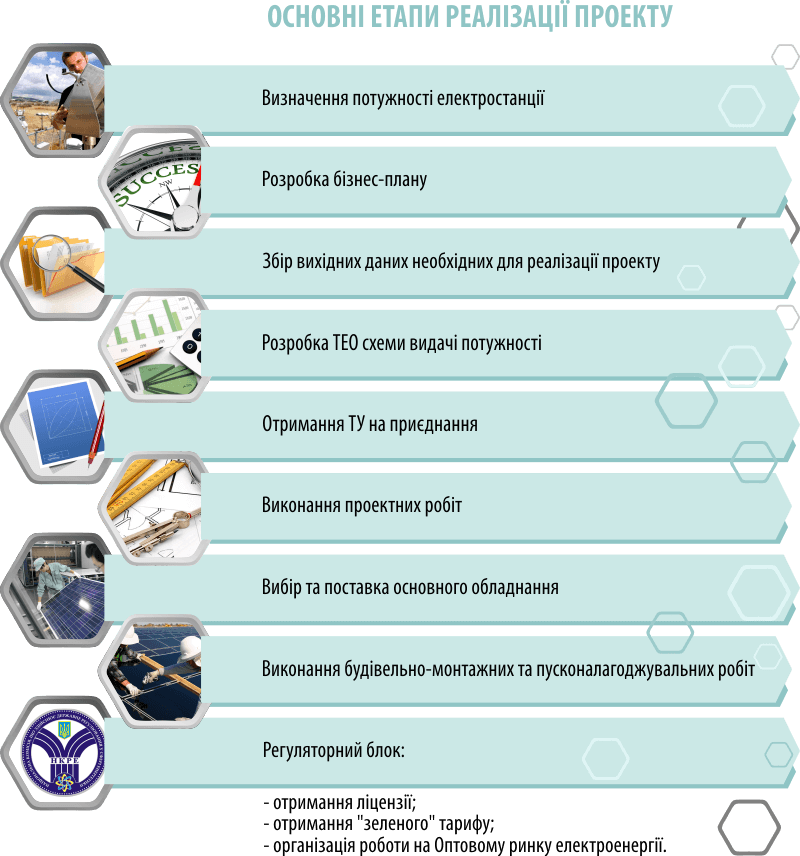 ОСНОВНІ ЕТАПИ РЕАЛІЗАЦІЇ ПРОЕКТУ
Визначення потужності електростанції
SUCCESS
NW
Розробка бізнес-плану
Збір вихідних даних необхідних для реалізації проекту
Розробка ТЕО схеми видачі потужності
Отримання ТУ на приєднання
Виконання проектних робіт
Вибір та поставка основного обладнання
Виконання будівельно-монтажних та пусконалагоджувальних робіт
НКРЕ
Регуляторний блок:
- отримання ліцензії;
- отримання "зеленого" тарифу;
- організація роботи на Оптовому ринку електроенергії.